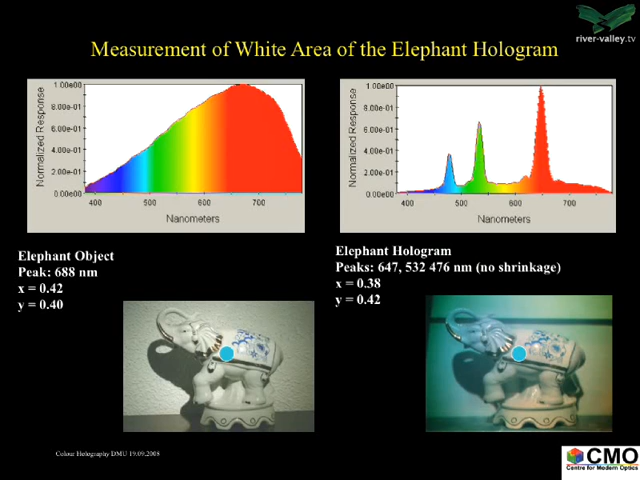 river-valley.tv
Measurement of White Area of the Elephant Hologram
Normalized Response
1.00e00
8.00e-01
6.00e-01
4.00e-01
2.00e-01
0.00e00
400 500 600 700
Nanometers
Normalized Response
1.00e00
8.00e-01
6.00e-01
4.00e-01
2.00e-01
0.00e00
400 500 600 700
Nanometers
Elephant Object
Peak: 688 nm
x = 0.42
y = 0.40
Elephant Hologram
Peaks: 647, 532 476 nm (no shrinkage)
x = 0.38
y = 0.42
Colour Holography DMU 19.09.2008
CMO
Centre for Modern Optics